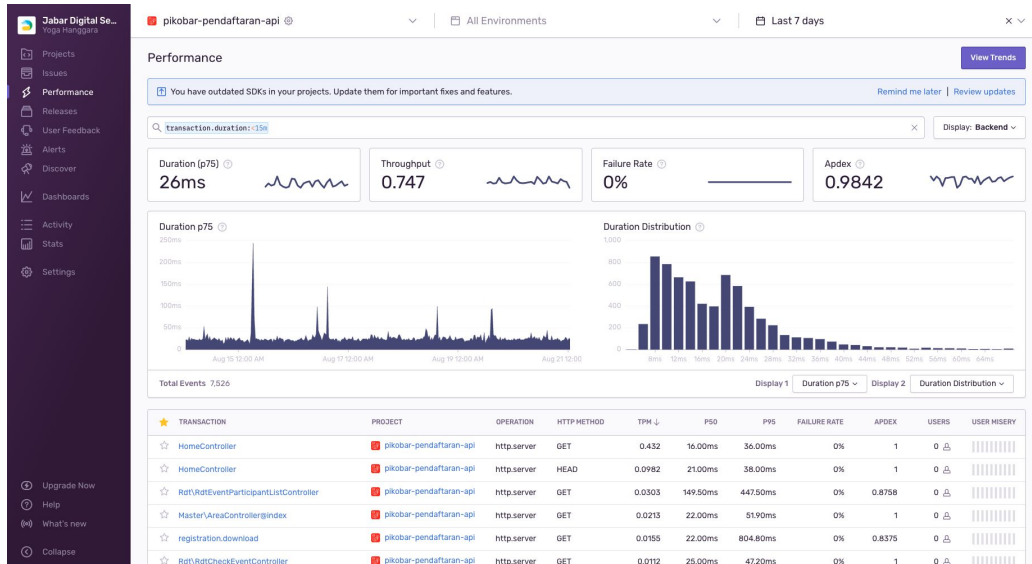 Jabar Digital Se...
Yoga Hanggara
Projects
Issues
Performance
Releases
User Feedback
Alerts
Discover
Dashboards
Activity
Stats
Settings
Upgrade Now
Help
What's new
Collapse
pikobar-pendaftaran-api
All Environments
Last 7 days
Performance
View Trends
You have outdated SDKs in your projects. Update them for important fixes and features.
Remind me later | Review updates
transaction.duration:<15m
Display: Backend
Duration (p75)
26ms
Throughput
0.747
Failure Rate
0%
Apdex
0.9842
Duration p75
250ms
200ms
150ms
100ms
50ms
0
Aug 15 12:00 AM Aug 17 12:00 AM Aug 19 12:00 AM Aug 21 12:00
Duration Distribution
1,000
800
600
400
200
0
8ms 12ms 16ms 20ms 24ms 28ms 32ms 36ms 40ms 44ms 48ms 52ms 56ms 60ms 64ms
Total Events 7,526
Display 1 Duration p75 Display 2 Duration Distribution
TRANSACTION PROJECT OPERATION HTTP METHOD TPM ↓ P50 P95 FAILURE RATE APDEX USERS USER MISERY
HomeController pikobar-pendaftaran-api http.server GET 0.432 16.00ms 36.00ms 0% 1 0
HomeController pikobar-pendaftaran-api http.server HEAD 0.0982 21.00ms 38.00ms 0% 1 0
Rdt\RdtEventParticipantListController pikobar-pendaftaran-api http.server GET 0.0303 149.50ms 447.50ms 0% 0.8758 0
Master\AreaController@index pikobar-pendaftaran-api http.server GET 0.0213 22.00ms 51.90ms 0% 1 0
registration.download pikobar-pendaftaran-api http.server GET 0.0155 22.00ms 804.80ms 0% 0.8375 0
Rdt\RdtCheckEventController pikobar-pendaftaran-api http.server GET 0.0112 25.00ms 47.20ms 0% 1 0